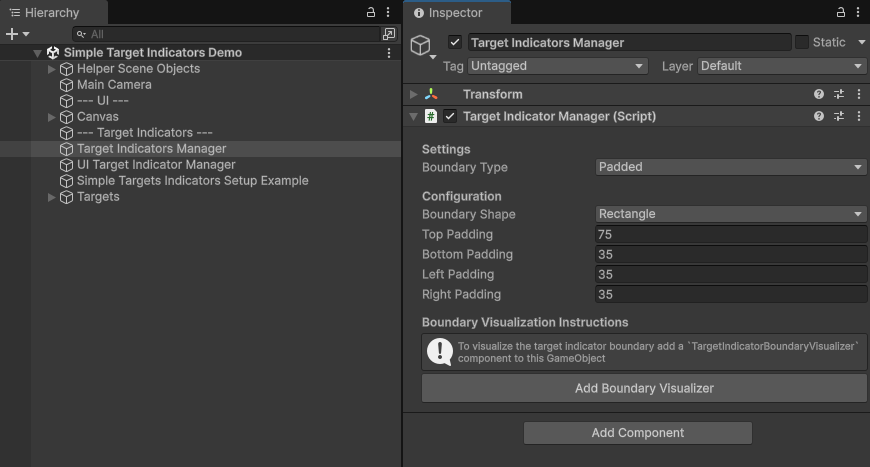 Hierarchy
All
Simple Target Indicators Demo
Helper Scene Objects
Main Camera
--- UI ---
Canvas
--- Target Indicators ---
Target Indicators Manager
UI Target Indicator Manager
Simple Targets Indicators Setup Example
Targets
Inspector
Target Indicators Manager
Static
Tag Untagged
Layer Default
Transform
# Target Indicator Manager (Script)
Settings
Boundary Type Padded
Configuration
Boundary Shape Rectangle
Top Padding 75
Bottom Padding 35
Left Padding 35
Right Padding 35
Boundary Visualization Instructions
To visualize the target indicator boundary add a `TargetIndicatorBoundaryVisualizer`
component to this GameObject
Add Boundary Visualizer
Add Component